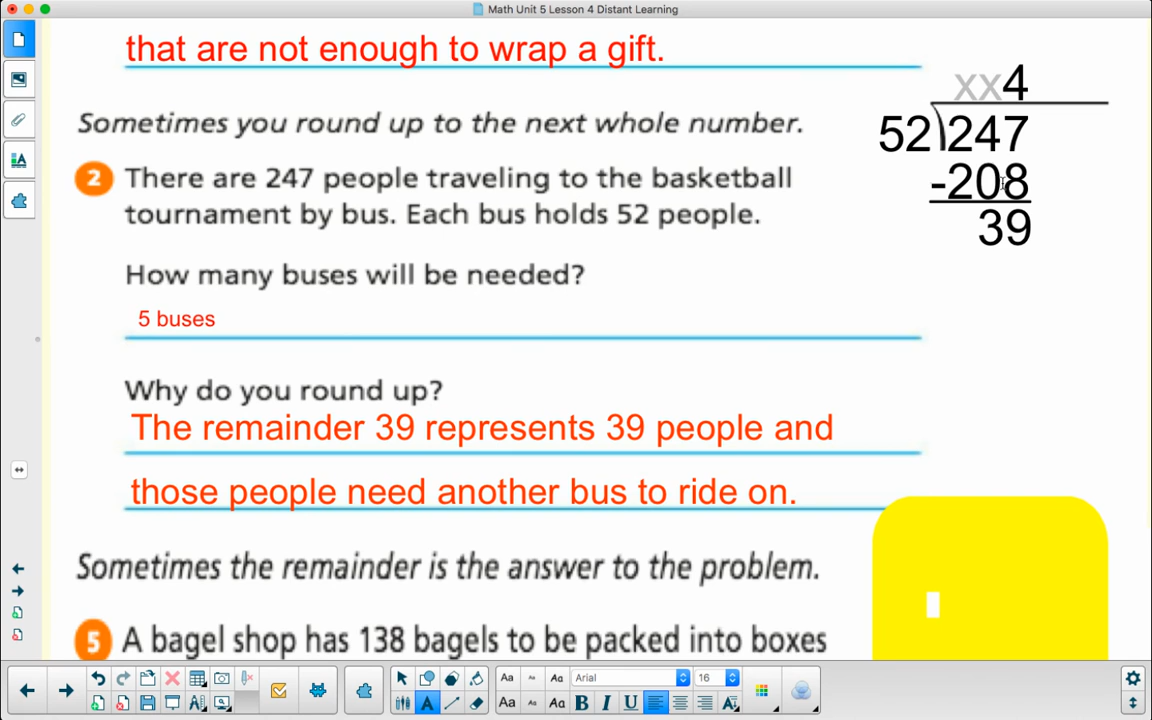 Math Unit 5 Lesson 4 Distant Learning
that are not enough to wrap a gift.
Sometimes you round up to the next whole number.
2 There are 247 people traveling to the basketball
tournament by bus. Each bus holds 52 people.
How many buses will be needed?
5 buses
Why do you round up?
The remainder 39 represents 39 people and
those people need another bus to ride on.
Sometimes the remainder is the answer to the problem.
5 A bagel shop has 138 bagels to be packed into boxes
xx4
52)247
-208
39
Aa Aa Aa Arial 16
A Aa Aa Aa B I U A